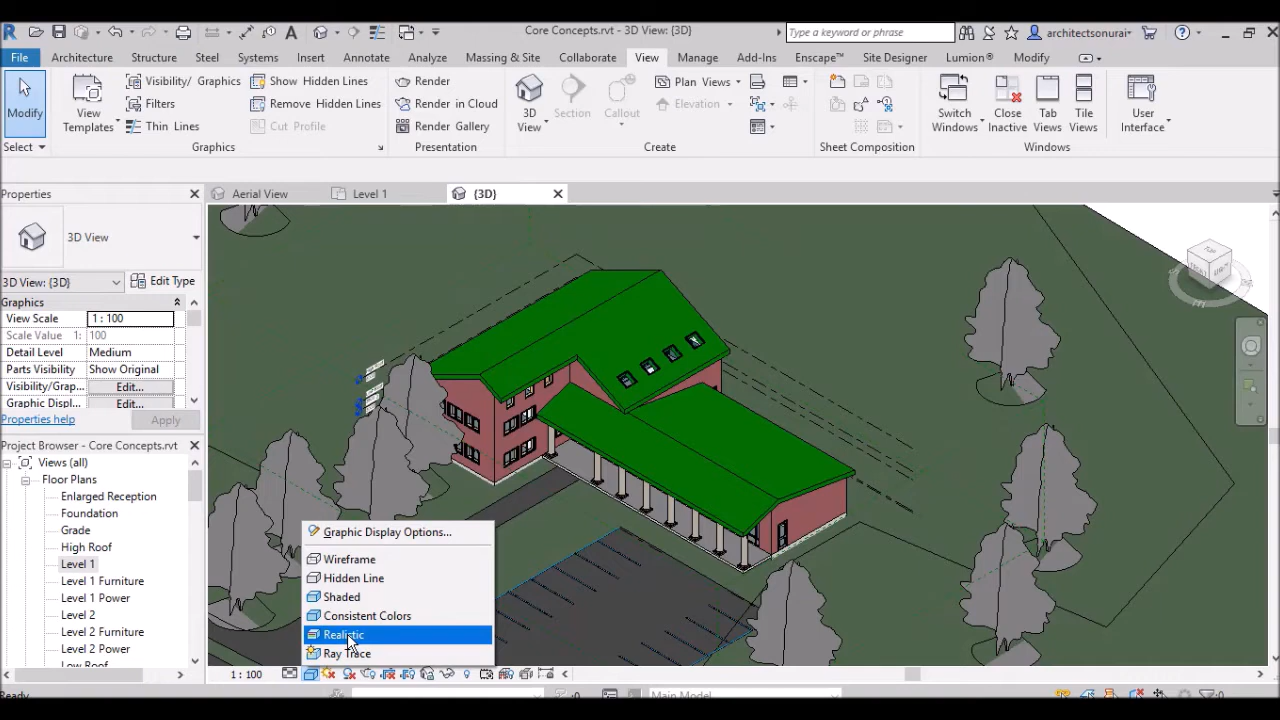 Core Concepts.rvt - 3D View: {3D}
Type a keyword or phrase
architectsonurai
File Architecture Structure Steel Systems Insert Annotate Analyze Massing & Site Collaborate View Manage Add-Ins Enscape™ Site Designer Lumion® Modify
Modify
View Templates
Visibility/ Graphics
Filters
Thin Lines
Show Hidden Lines
Remove Hidden Lines
Cut Profile
Render
Render in Cloud
Render Gallery
3D View
Section
Callout
Plan Views
Elevation
Switch Windows
Close Inactive
Tab Views
Tile Views
User Interface
Select Graphics Presentation Create Sheet Composition Windows
Properties
Aerial View Level 1 {3D}
3D View
3D View: {3D} Edit Type
Graphics
View Scale 1 : 100
Scale Value 1: 100
Detail Level Medium
Parts Visibility Show Original
Visibility/Grap... Edit...
Graphic Displ... Edit...
Properties help Apply
Project Browser - Core Concepts.rvt
Views (all)
Floor Plans
Enlarged Reception
Foundation
Grade
High Roof
Level 1
Level 1 Furniture
Level 1 Power
Level 2
Level 2 Furniture
Level 2 Power
Low Roof
Graphic Display Options...
Wireframe
Hidden Line
Shaded
Consistent Colors
Realistic
Ray Trace
1 : 100
Ready
:0
Main Model
:0